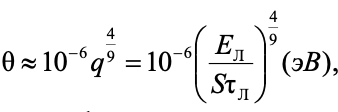 θ ≈ 10⁻⁶ q^(4/9) = 10⁻⁶ (E_Л / Sτ_Л)^(4/9) (эВ),